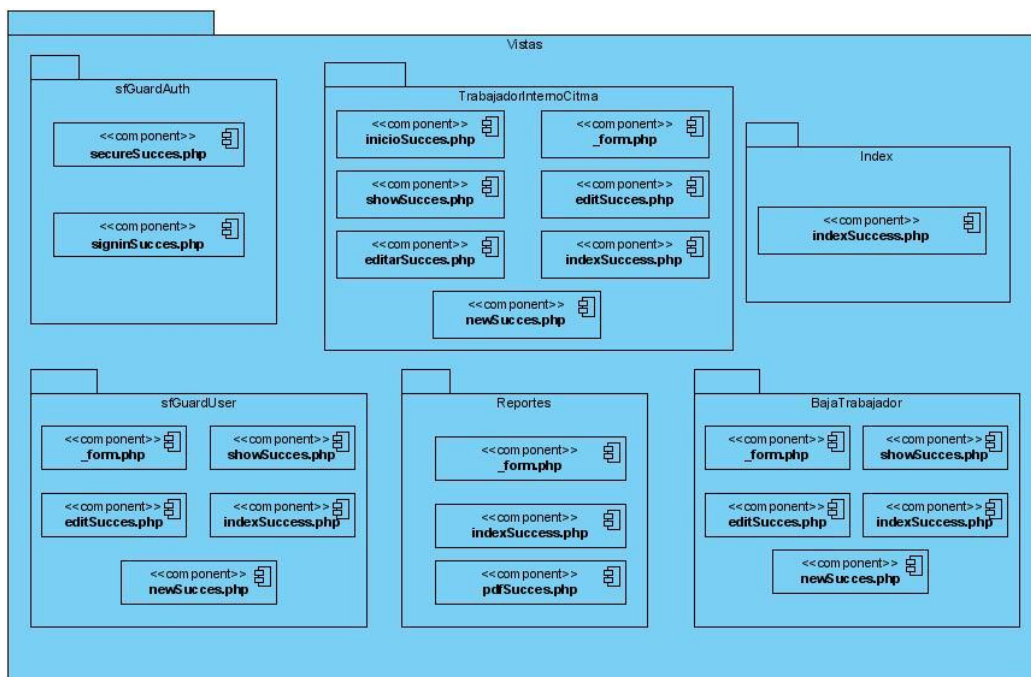 Vistas
sfGuardAuth
<<component>>
secureSucces.php
<<component>>
signinSucces.php
TrabajadorInternoCitma
<<component>>
inicioSucces.php
<<component>>
_form.php
<<component>>
showSucces.php
<<component>>
editSucces.php
<<component>>
editarSucces.php
<<component>>
indexSuccess.php
<<component>>
newSucces.php
Index
<<component>>
indexSuccess.php
sfGuardUser
<<component>>
_form.php
<<component>>
showSucces.php
<<component>>
editSucces.php
<<component>>
indexSuccess.php
<<component>>
newSucces.php
Reportes
<<component>>
_form.php
<<component>>
indexSuccess.php
<<component>>
pdfSucces.php
BajaTrabajador
<<component>>
_form.php
<<component>>
showSucces.php
<<component>>
editSucces.php
<<component>>
indexSuccess.php
<<component>>
newSucces.php